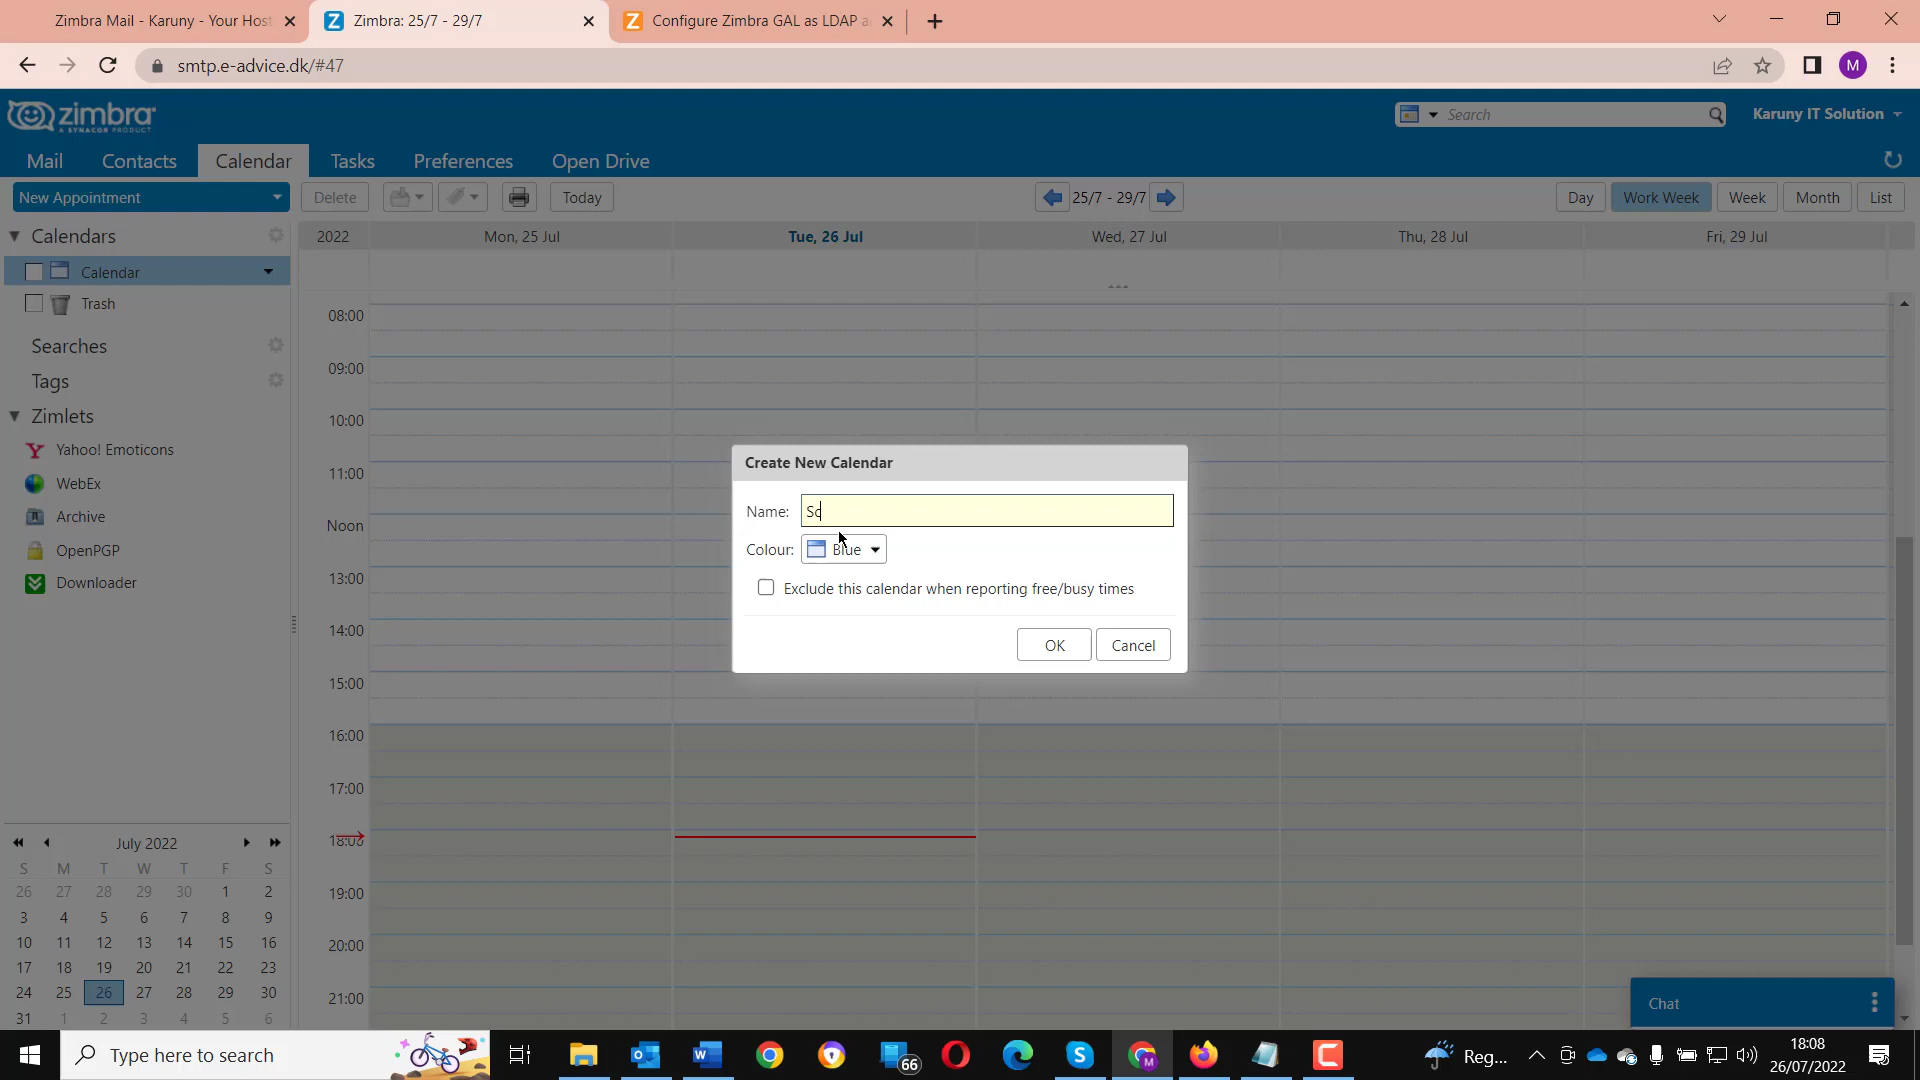 Zimbra Mail - Karuny - Your Host
Zimbra: 25/7 - 29/7
Configure Zimbra GAL as LDAP a
smtp.e-advice.dk/#47
M
zimbra
A SYNACOR PRODUCT
Search
Karuny IT Solution
Mail
Contacts
Calendar
Tasks
Preferences
Open Drive
New Appointment
Delete
Today
25/7 - 29/7
Day
Work Week
Week
Month
List
Calendars
2022
Mon, 25 Jul
Tue, 26 Jul
Wed, 27 Jul
Thu, 28 Jul
Fri, 29 Jul
Calendar
Trash
Searches
Tags
Zimlets
Yahoo! Emoticons
WebEx
Archive
OpenPGP
Downloader
08:00
09:00
10:00
11:00
Noon
13:00
14:00
15:00
16:00
17:00
19:00
20:00
21:00
Create New Calendar
Name: Sc
Colour: Blue
Exclude this calendar when reporting free/busy times
OK
Cancel
July 2022
S M T W T F S
26 27 28 29 30 1 2
3 4 5 6 7 8 9
10 11 12 13 14 15 16
17 18 19 20 21 22 23
24 25 26 27 28 29 30
31 1 2 3 4 5 6
Chat
Type here to search
66
M
Reg...
18:08
26/07/2022